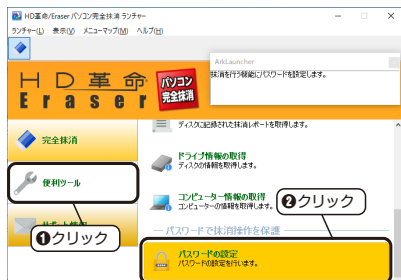 HD革命/Eraser パソコン完全抹消 ランチャー
ランチャー(L) 表示(V) メニューマップ(M) ヘルプ(H)
ArkLauncher
抹消を行う機能にパスワードを設定します。
HD革命
Eraser
パソコン
完全抹消
ディスクに記録された抹消レポートを取得します。
完全抹消
ドライブ情報の取得
ディスクの情報を取得します。
便利ツール
コンピューター情報の取得
コンピューターの情報を取得します。
❷クリック
❶クリック
パスワードで抹消操作を保護
パスワードの設定
パスワードの設定を行います。